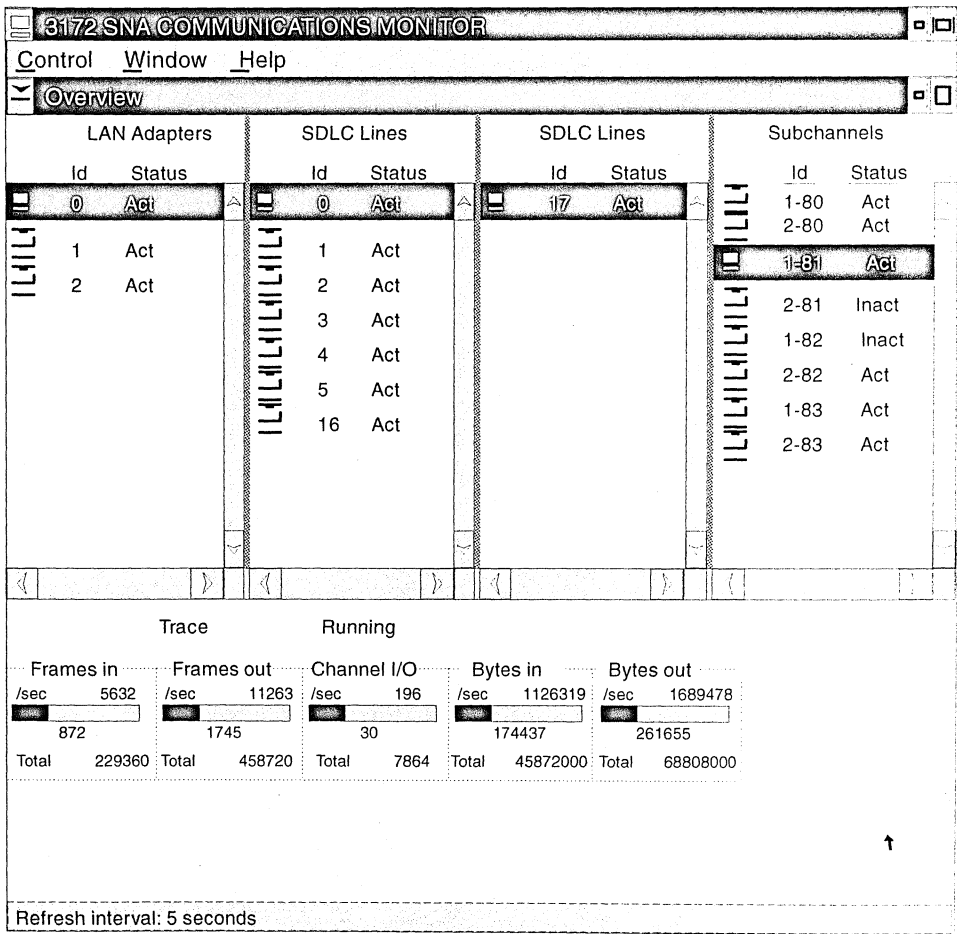 3172 SNA COMMUNICATIONS MONITOR
Control Window Help
Overview
LAN Adapters SDLC Lines SDLC Lines Subchannels
Id Status Id Status Id Status Id Status
0 Act 0 Act 17 Act 1-80 Act
2-80 Act
1 Act 1 Act 1-81 Act
2 Act 2 Act 2-81 Inact
3 Act 1-82 Inact
4 Act 2-82 Act
5 Act 1-83 Act
16 Act 2-83 Act
Trace Running
Frames in Frames out Channel I/O Bytes in Bytes out
/sec 5632 /sec 11263 /sec 196 /sec 1126319 /sec 1689478
872 1745 30 174437 261655
Total 229360 Total 458720 Total 7864 Total 45872000 Total 68808000
Refresh interval: 5 seconds